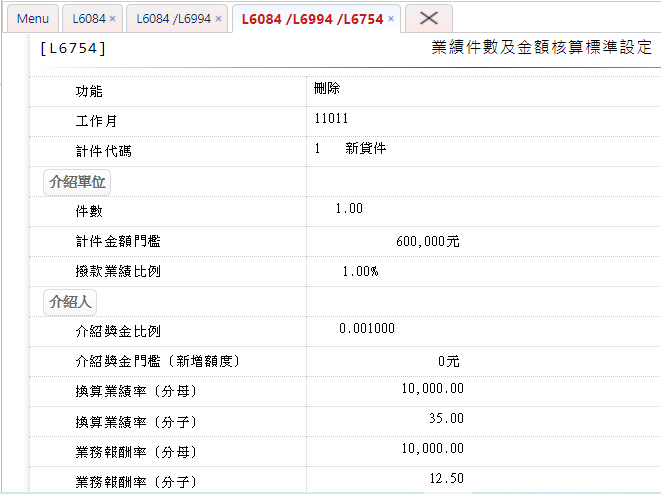 Menu L6084 × L6084 /L6994 × L6084 /L6994 /L6754 ×
[L6754] 業績件數及金額核算標準設定
功能 刪除
工作月 11011
計件代碼 1 新貸件
介紹單位
件數 1.00
計件金額門檻 600,000元
撥款業績比例 1.00%
介紹人
介紹獎金比例 0.001000
介紹獎金門檻（新增額度） 0元
換算業績率（分母） 10,000.00
換算業績率（分子） 35.00
業務報酬率（分母） 10,000.00
業務報酬率（分子） 12.50